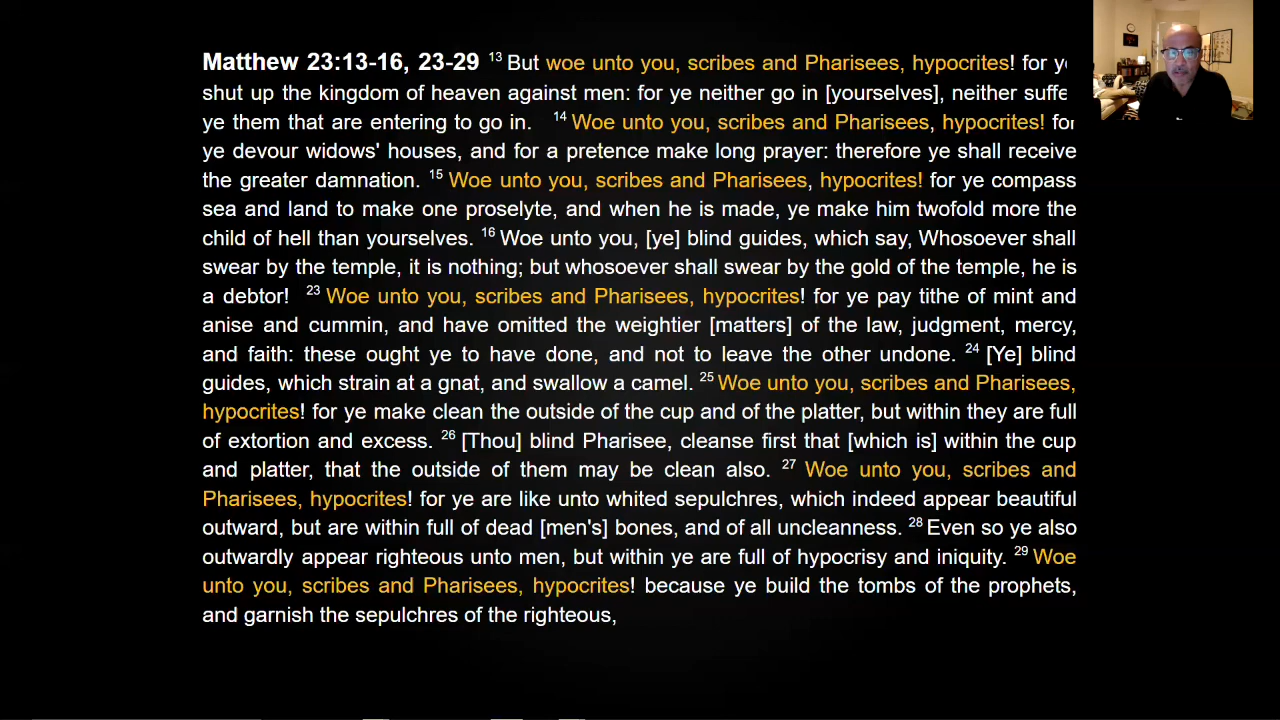 Matthew 23:13-16, 23-29 13 But woe unto you, scribes and Pharisees, hypocrites! for ye
shut up the kingdom of heaven against men: for ye neither go in [yourselves], neither suffe
ye them that are entering to go in. 14 Woe unto you, scribes and Pharisees, hypocrites! for
ye devour widows' houses, and for a pretence make long prayer: therefore ye shall receive
the greater damnation. 15 Woe unto you, scribes and Pharisees, hypocrites! for ye compass
sea and land to make one proselyte, and when he is made, ye make him twofold more the
child of hell than yourselves. 16 Woe unto you, [ye] blind guides, which say, Whosoever shall
swear by the temple, it is nothing; but whosoever shall swear by the gold of the temple, he is
a debtor! 23 Woe unto you, scribes and Pharisees, hypocrites! for ye pay tithe of mint and
anise and cummin, and have omitted the weightier [matters] of the law, judgment, mercy,
and faith: these ought ye to have done, and not to leave the other undone. 24 [Ye] blind
guides, which strain at a gnat, and swallow a camel. 25 Woe unto you, scribes and Pharisees,
hypocrites! for ye make clean the outside of the cup and of the platter, but within they are full
of extortion and excess. 26 [Thou] blind Pharisee, cleanse first that [which is] within the cup
and platter, that the outside of them may be clean also. 27 Woe unto you, scribes and
Pharisees, hypocrites! for ye are like unto whited sepulchres, which indeed appear beautiful
outward, but are within full of dead [men's] bones, and of all uncleanness. 28 Even so ye also
outwardly appear righteous unto men, but within ye are full of hypocrisy and iniquity. 29 Woe
unto you, scribes and Pharisees, hypocrites! because ye build the tombs of the prophets,
and garnish the sepulchres of the righteous,